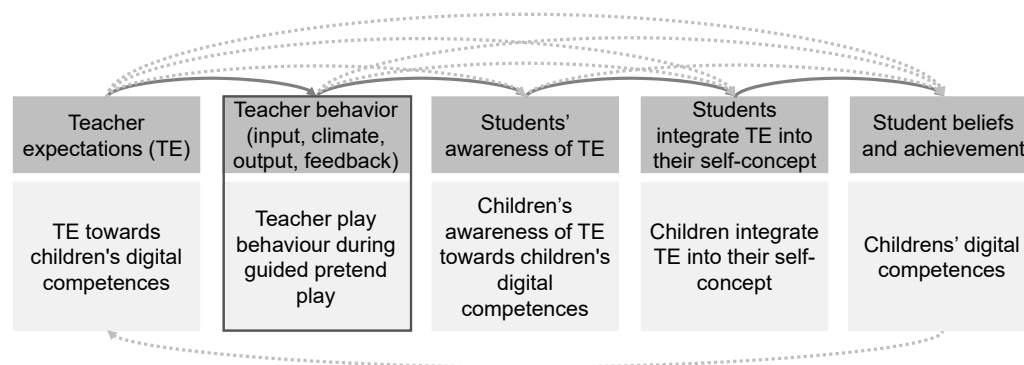 Teacher
expectations (TE)
Teacher behavior
(input, climate,
output, feedback)
Students’
awareness of TE
Students
integrate TE into
their self-concept
Student beliefs
and achievement
TE towards
children's digital
competences
Teacher play
behaviour during
guided pretend
play
Children’s
awareness of TE
towards children's
digital
competences
Children integrate
TE into their self-
concept
Childrens’ digital
competences